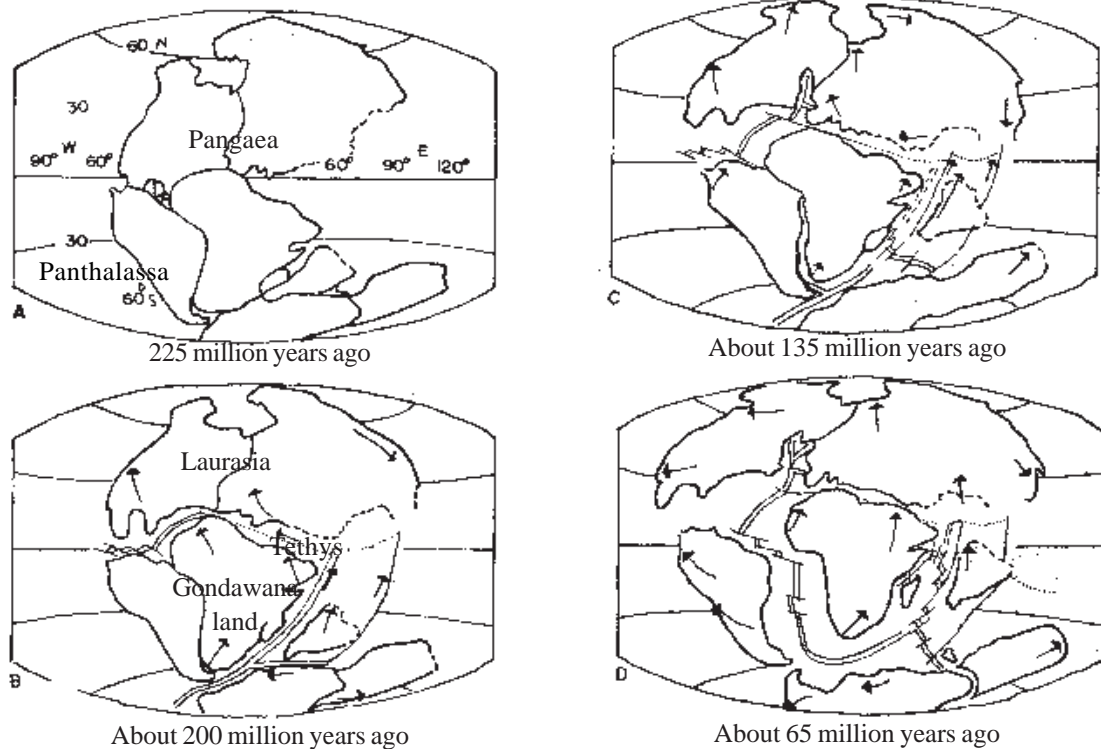 60 N
30
Pangaea
W
90° 60°
60° 90° E 120°
30
Panthalassa
60 S
A
225 million years ago
C
About 135 million years ago
Laurasia
Tethys
Gondawana
land
B
About 200 million years ago
D
About 65 million years ago